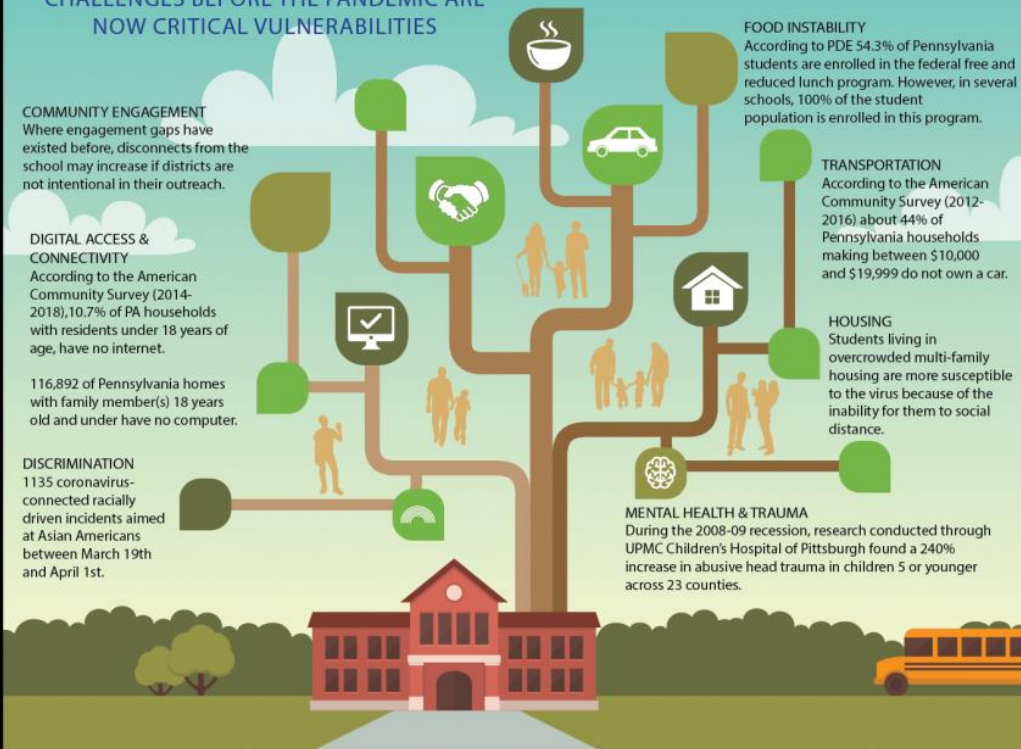 CHALLENGES BEFORE THE PANDEMIC ARE
NOW CRITICAL VULNERABILITIES
COMMUNITY ENGAGEMENT
Where engagement gaps have
existed before, disconnects from the
school may increase if districts are
not intentional in their outreach.
DIGITAL ACCESS &
CONNECTIVITY
According to the American
Community Survey (2014-
2018),10.7% of PA households
with residents under 18 years of
age, have no internet.
116,892 of Pennsylvania homes
with family member(s) 18 years
old and under have no computer.
DISCRIMINATION
1135 coronavirus-
connected racially
driven incidents aimed
at Asian Americans
between March 19th
and April 1st.
FOOD INSTABILITY
According to PDE 54.3% of Pennsylvania
students are enrolled in the federal free and
reduced lunch program. However, in several
schools, 100% of the student
population is enrolled in this program.
TRANSPORTATION
According to the American
Community Survey (2012-
2016) about 44% of
Pennsylvania households
making between $10,000
and $19,999 do not own a car.
HOUSING
Students living in
overcrowded multi-family
housing are more susceptible
to the virus because of the
inability for them to social
distance.
MENTAL HEALTH & TRAUMA
During the 2008-09 recession, research conducted through
UPMC Children's Hospital of Pittsburgh found a 240%
increase in abusive head trauma in children 5 or younger
across 23 counties.